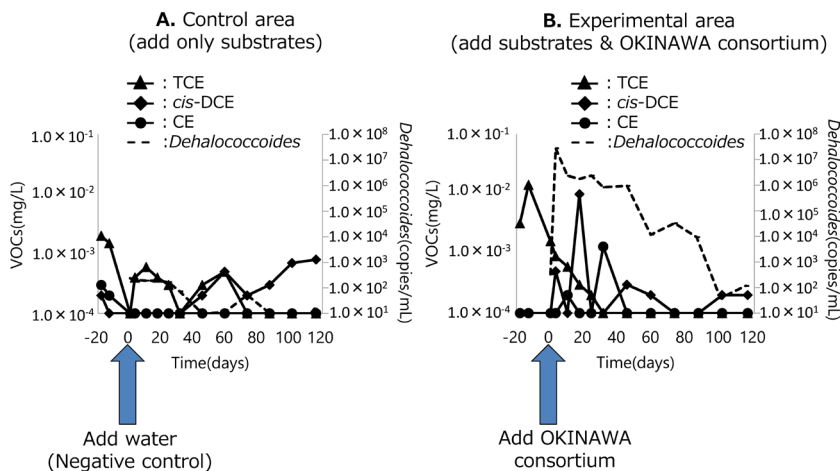 A. Control area
(add only substrates)
: TCE
: cis-DCE
: CE
:Dehalococcoides
VOCs(mg/L)
1.0×10⁻¹
1.0×10⁻²
1.0×10⁻³
1.0×10⁻⁴
1.0×10⁸
1.0×10⁷
1.0×10⁶
1.0×10⁵
1.0×10⁴
1.0×10³
1.0×10²
1.0×10¹
Dehalococcoides(copies/mL)
-20 0 20 40 60 80 100 120
Time(days)
Add water
(Negative control)
B. Experimental area
(add substrates & OKINAWA consortium)
: TCE
: cis-DCE
: CE
:Dehalococcoides
VOCs(mg/L)
1.0×10⁻¹
1.0×10⁻²
1.0×10⁻³
1.0×10⁻⁴
1.0×10⁸
1.0×10⁷
1.0×10⁶
1.0×10⁵
1.0×10⁴
1.0×10³
1.0×10²
1.0×10¹
Dehalococcoides(copies/mL)
-20 0 20 40 60 80 100 120
Time(days)
Add OKINAWA
consortium